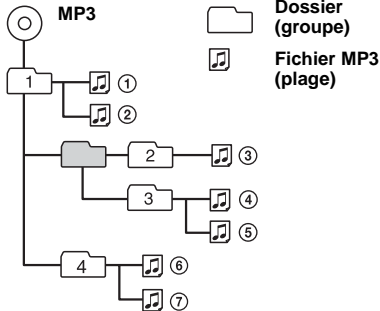 MP3
Dossier
(groupe)
Fichier MP3
(plage)
1
①
②
2
③
3
④
⑤
4
⑥
⑦